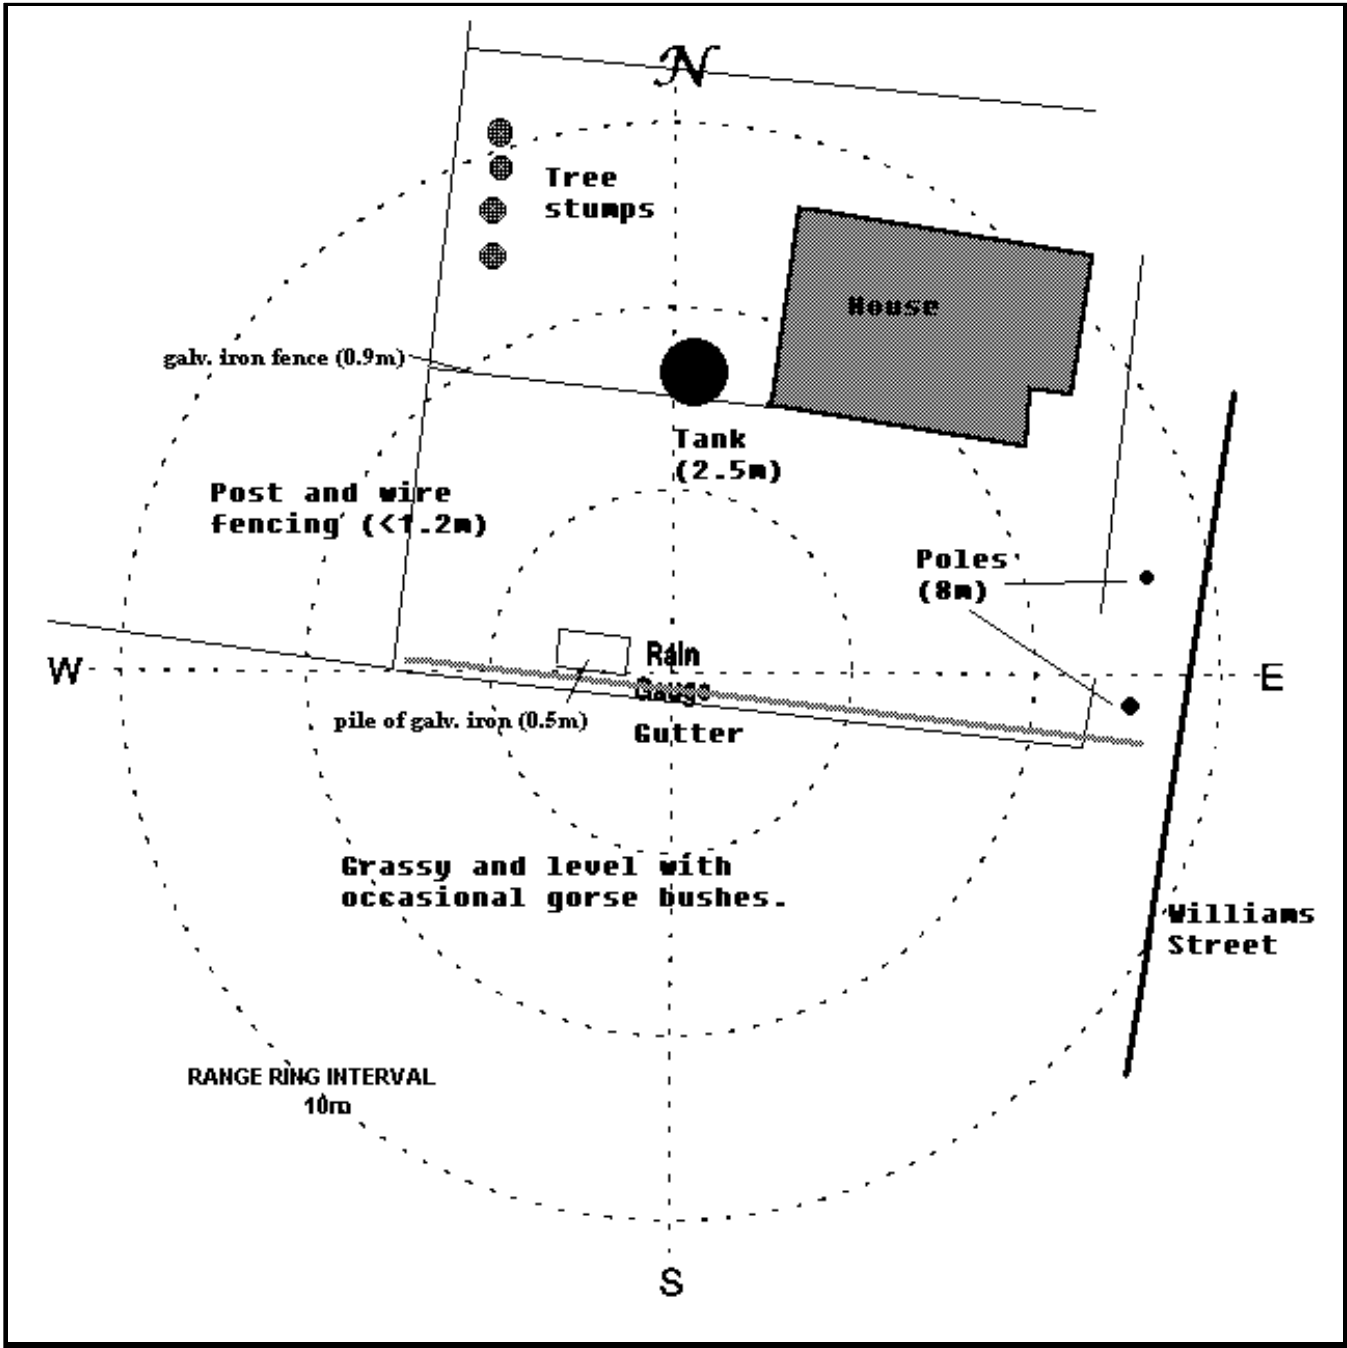 N
Tree
stumps
House
galv. iron fence (0.9m)
Tank
(2.5m)
Post and wire
fencing (<1.2m)
Poles
(8m)
W
Rain
Gauge
E
pile of galv. iron (0.5m)
Gutter
Grassy and level with
occasional gorse bushes.
Williams
Street
RANGE RING INTERVAL
10m
S